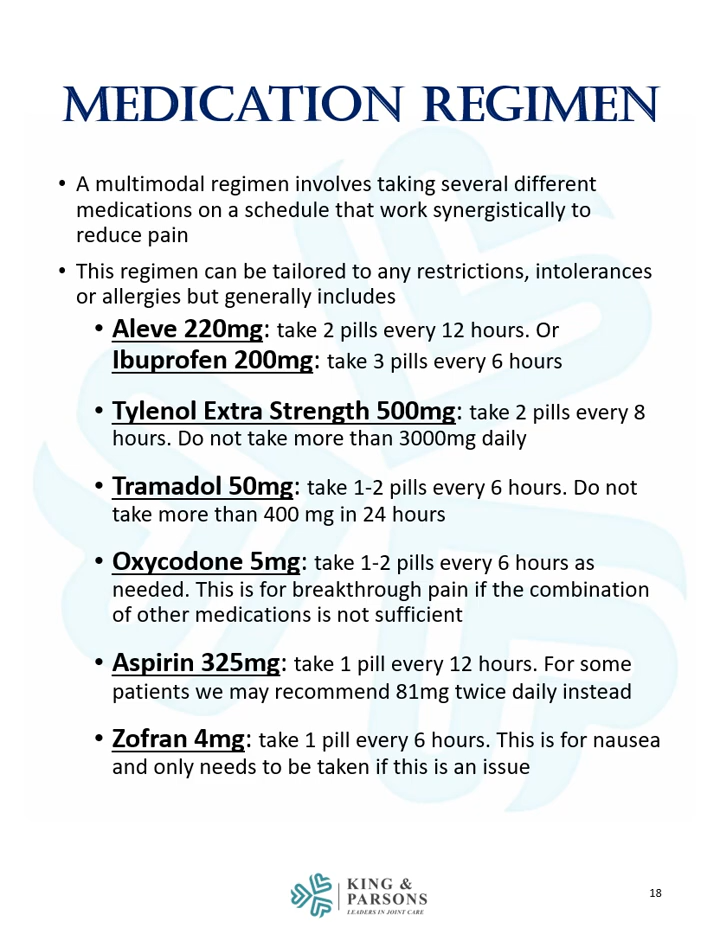 MEDICATION REGIMEN
• A multimodal regimen involves taking several different
medications on a schedule that work synergistically to
reduce pain
• This regimen can be tailored to any restrictions, intolerances
or allergies but generally includes
• Aleve 220mg: take 2 pills every 12 hours. Or
Ibuprofen 200mg: take 3 pills every 6 hours
• Tylenol Extra Strength 500mg: take 2 pills every 8
hours. Do not take more than 3000mg daily
• Tramadol 50mg: take 1-2 pills every 6 hours. Do not
take more than 400 mg in 24 hours
• Oxycodone 5mg: take 1-2 pills every 6 hours as
needed. This is for breakthrough pain if the combination
of other medications is not sufficient
• Aspirin 325mg: take 1 pill every 12 hours. For some
patients we may recommend 81mg twice daily instead
• Zofran 4mg: take 1 pill every 6 hours. This is for nausea
and only needs to be taken if this is an issue
KING &
PARSONS
LEADERS IN JOINT CARE
18